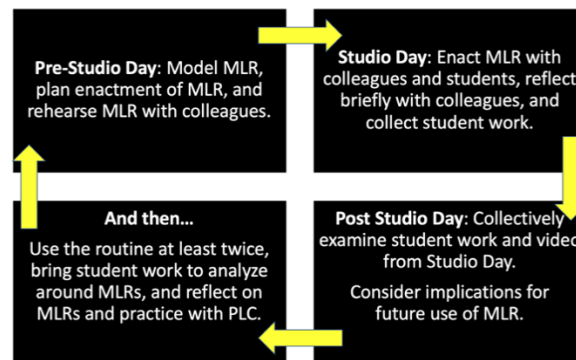 Pre-Studio Day: Model MLR,
plan enactment of MLR, and
rehearse MLR with colleagues.
Studio Day: Enact MLR with
colleagues and students, reflect
briefly with colleagues, and
collect student work.
Post Studio Day: Collectively
examine student work and video
from Studio Day.
Consider implications for
future use of MLR.
And then...
Use the routine at least twice,
bring student work to analyze
around MLRs, and reflect on
MLRs and practice with PLC.